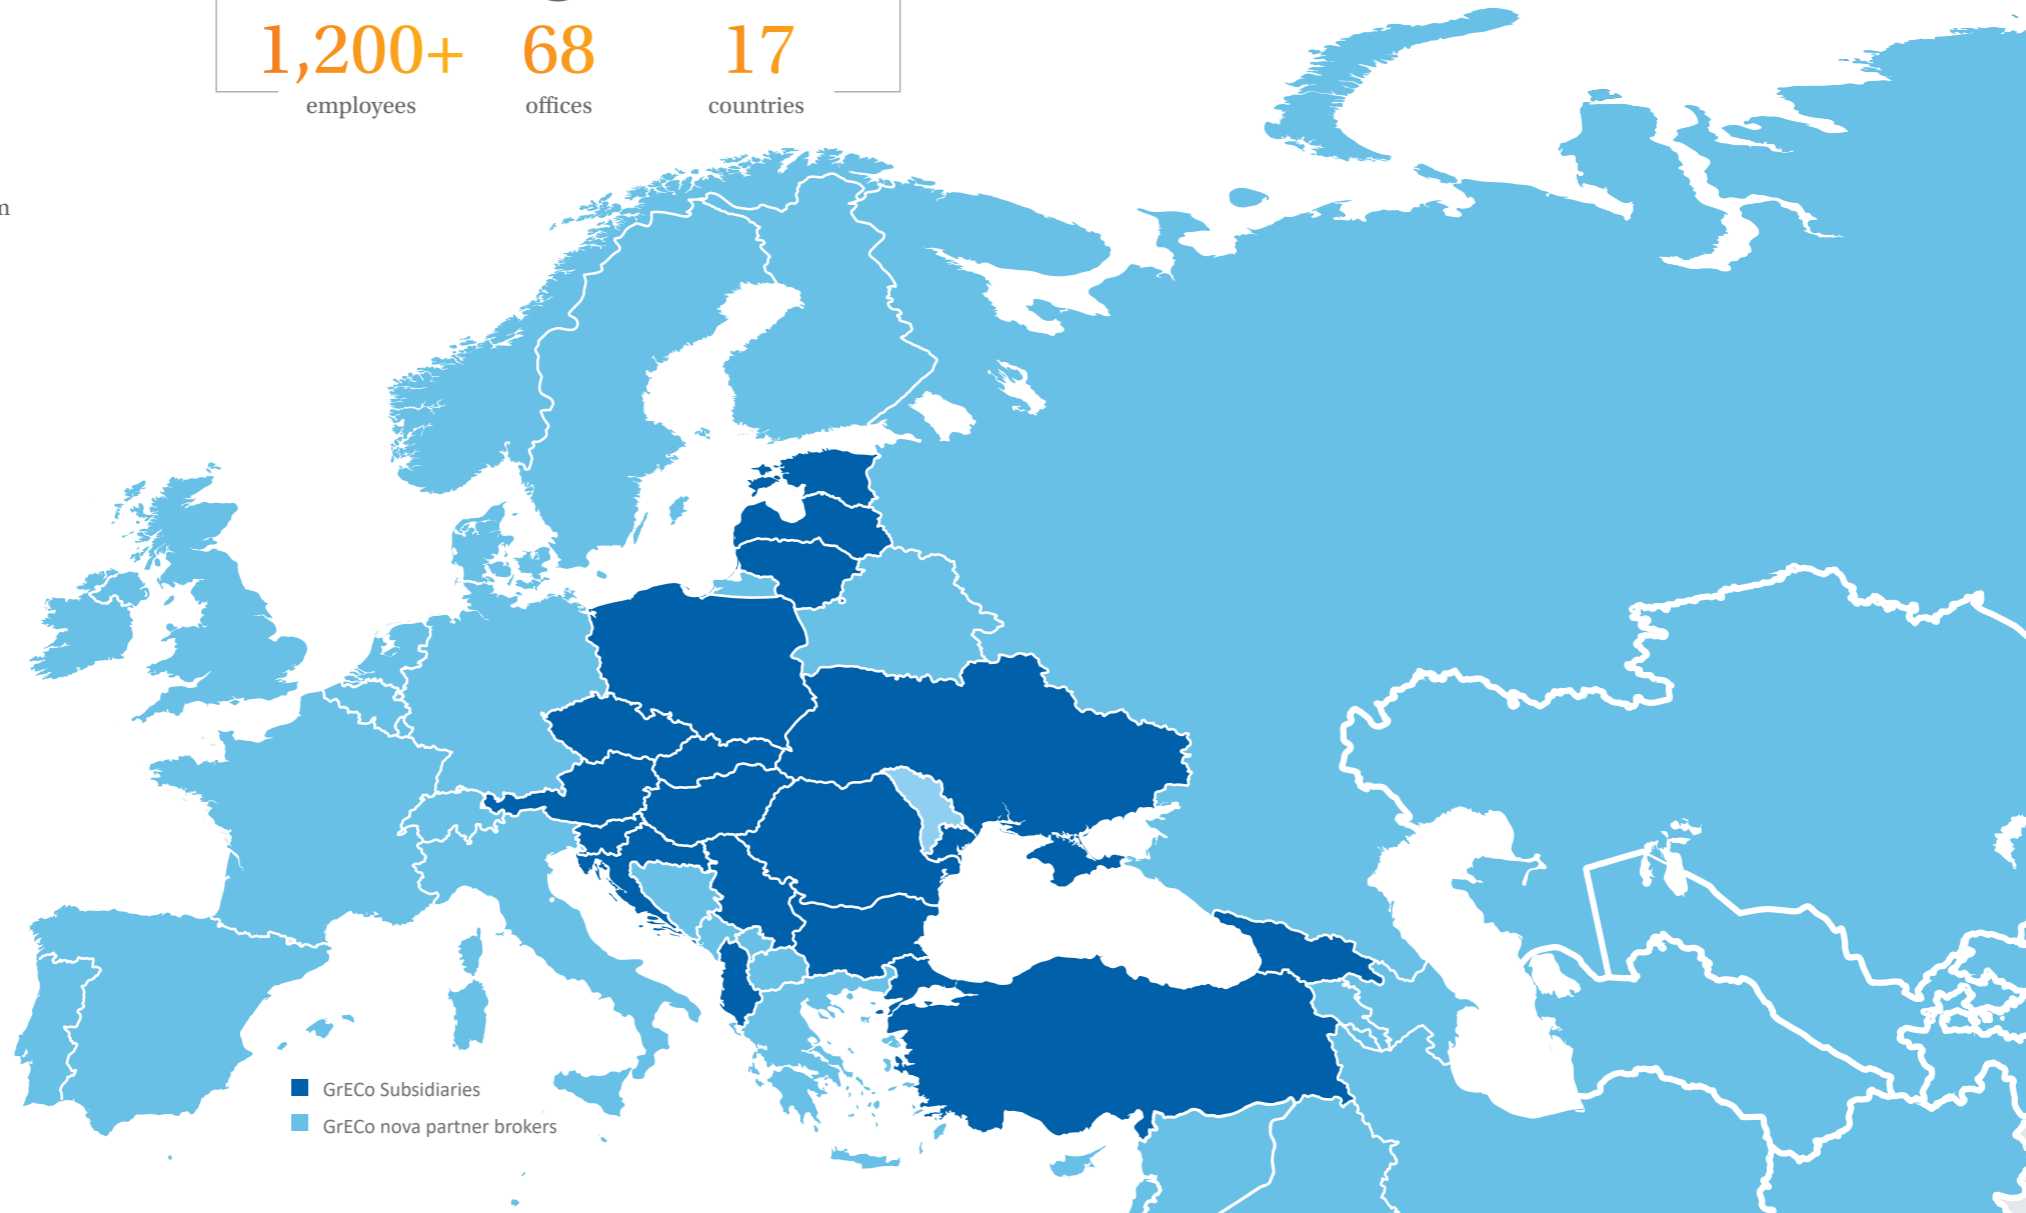 1,200+ 68 17
employees offices countries
GrECo Subsidiaries
GrECo nova partner brokers